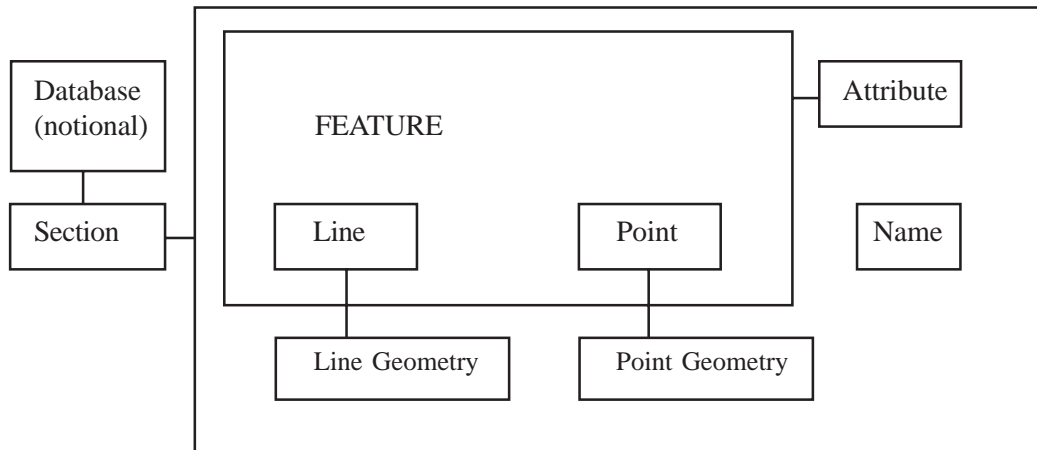 Database
(notional)
Attribute
FEATURE
Section
Line
Point
Name
Line Geometry
Point Geometry